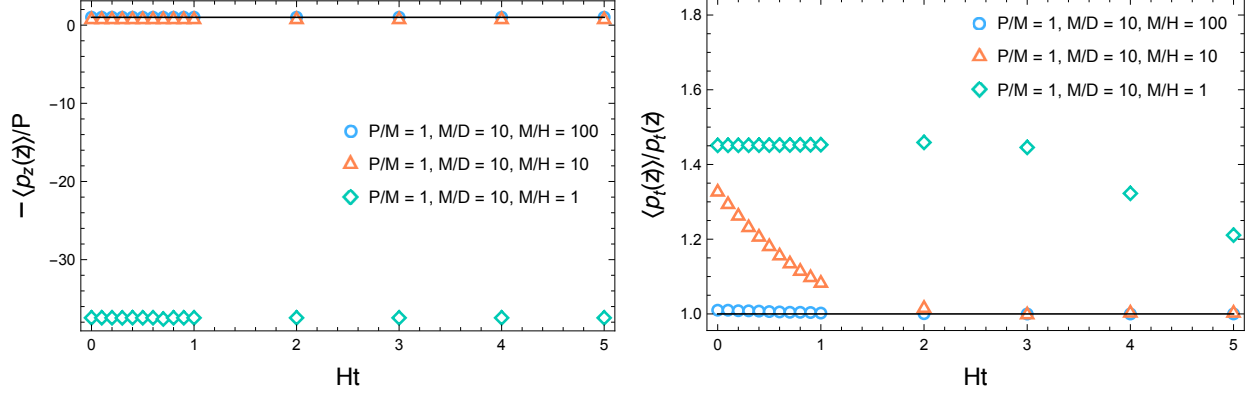 0
-10
-20
-30
−⟨p_z(z)⟩/P
P/M = 1, M/D = 10, M/H = 100
P/M = 1, M/D = 10, M/H = 10
P/M = 1, M/D = 10, M/H = 1
0 1 2 3 4 5
Ht
1.8
1.6
1.4
1.2
1.0
⟨p_t(z)⟩/p_t(z)
P/M = 1, M/D = 10, M/H = 100
P/M = 1, M/D = 10, M/H = 10
P/M = 1, M/D = 10, M/H = 1
0 1 2 3 4 5
Ht